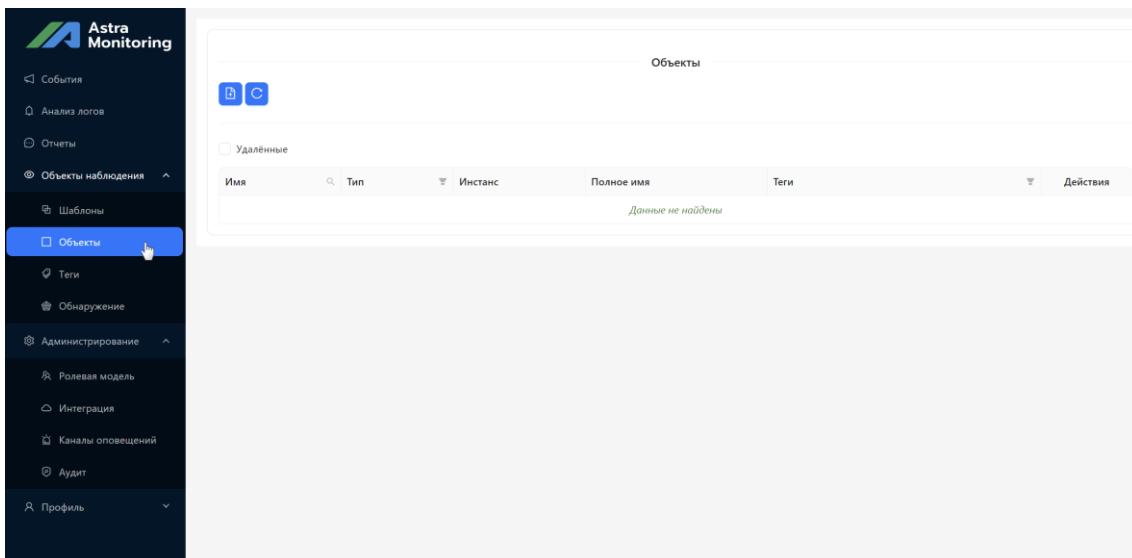 Astra
Monitoring
События
Анализ логов
Отчеты
Объекты наблюдения
Шаблоны
Объекты
Теги
Обнаружение
Администрирование
Ролевая модель
Интеграция
Каналы оповещений
Аудит
Профиль
Объекты
Удалённые
Имя Тип Инстанс Полное имя Теги Действия
Данные не найдены